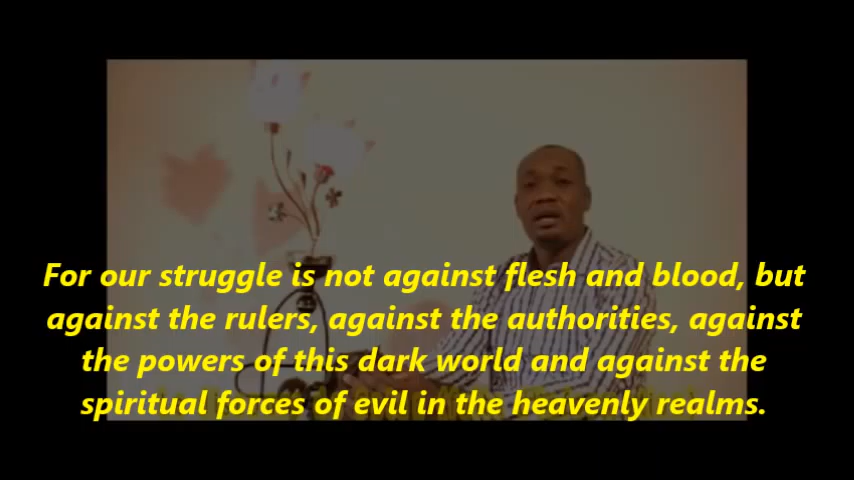 For our struggle is not against flesh and blood, but
against the rulers, against the authorities, against
the powers of this dark world and against the
spiritual forces of evil in the heavenly realms.